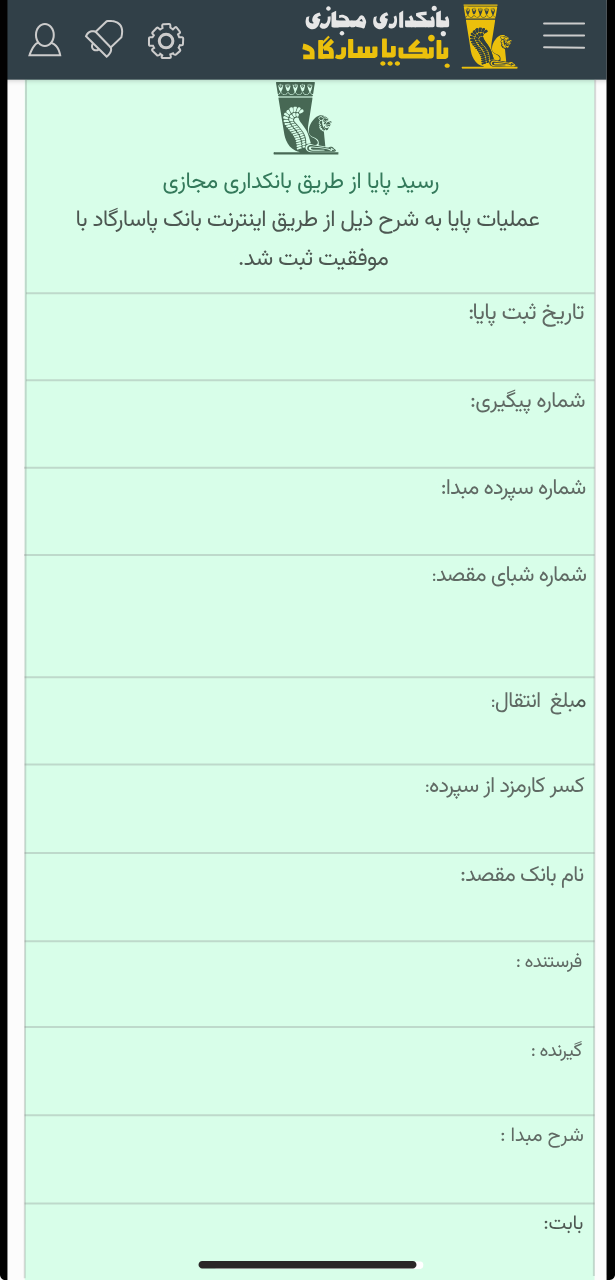 بانکداری مجازی
بانک پاسارگاد
رسید پایا از طریق بانکداری مجازی
عملیات پایا به شرح ذیل از طریق اینترنت بانک پاسارگاد با
موفقیت ثبت شد.
تاریخ ثبت پایا:
شماره پیگیری:
شماره سپرده مبدا:
شماره شبای مقصد:
مبلغ انتقال:
کسر کارمزد از سپرده:
نام بانک مقصد:
فرستنده :
گیرنده :
شرح مبدا :
بابت: